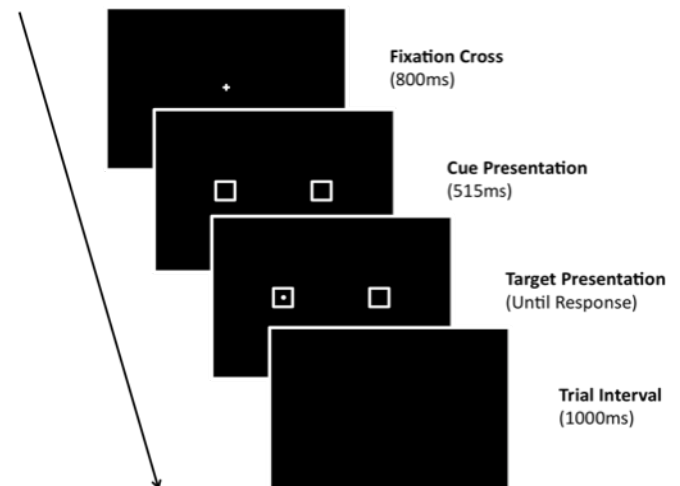 Fixation Cross
(800ms)
Cue Presentation
(515ms)
Target Presentation
(Until Response)
Trial Interval
(1000ms)